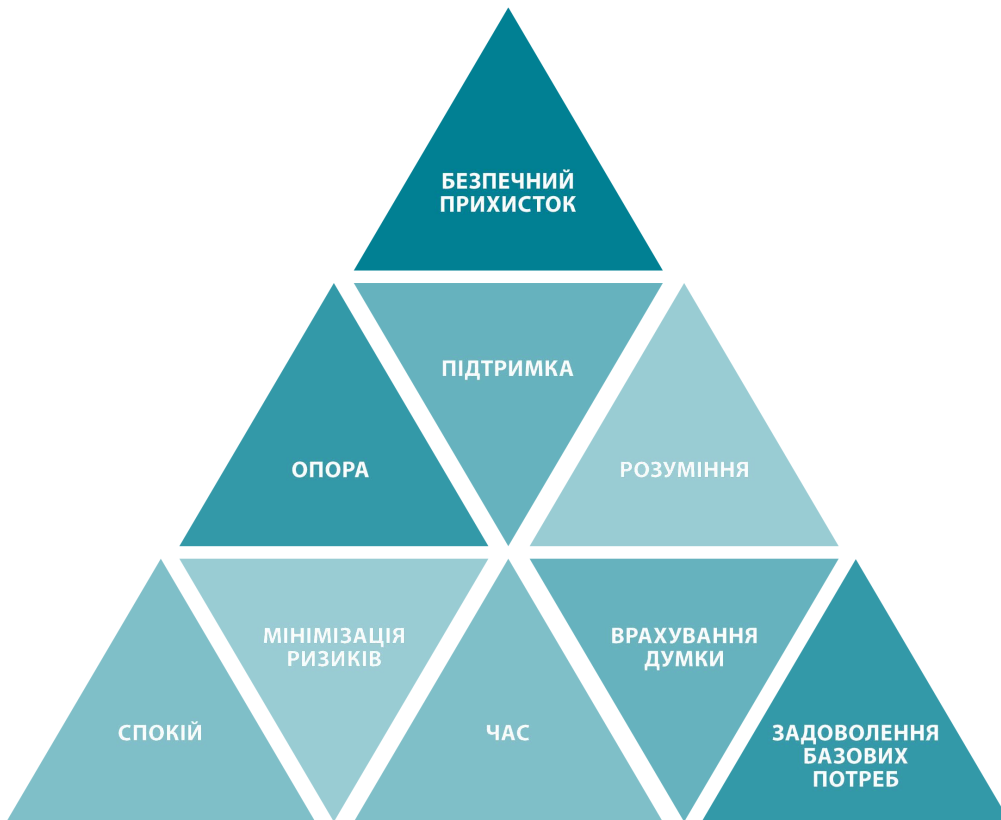 БЕЗПЕЧНИЙ
ПРИХИСТОК
ПІДТРИМКА
ОПОРА
РОЗУМІННЯ
МІНІМІЗАЦІЯ
РИЗИКІВ
ВРАХУВАННЯ
ДУМКИ
СПОКІЙ
ЧАС
ЗАДОВОЛЕННЯ
БАЗОВИХ
ПОТРЕБ